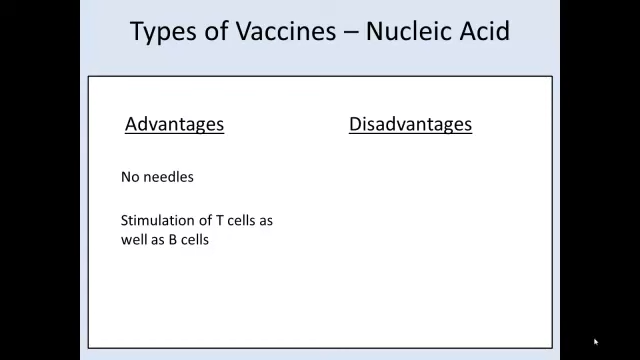 Types of Vaccines – Nucleic Acid
Advantages
Disadvantages
No needles
Stimulation of T cells as
well as B cells